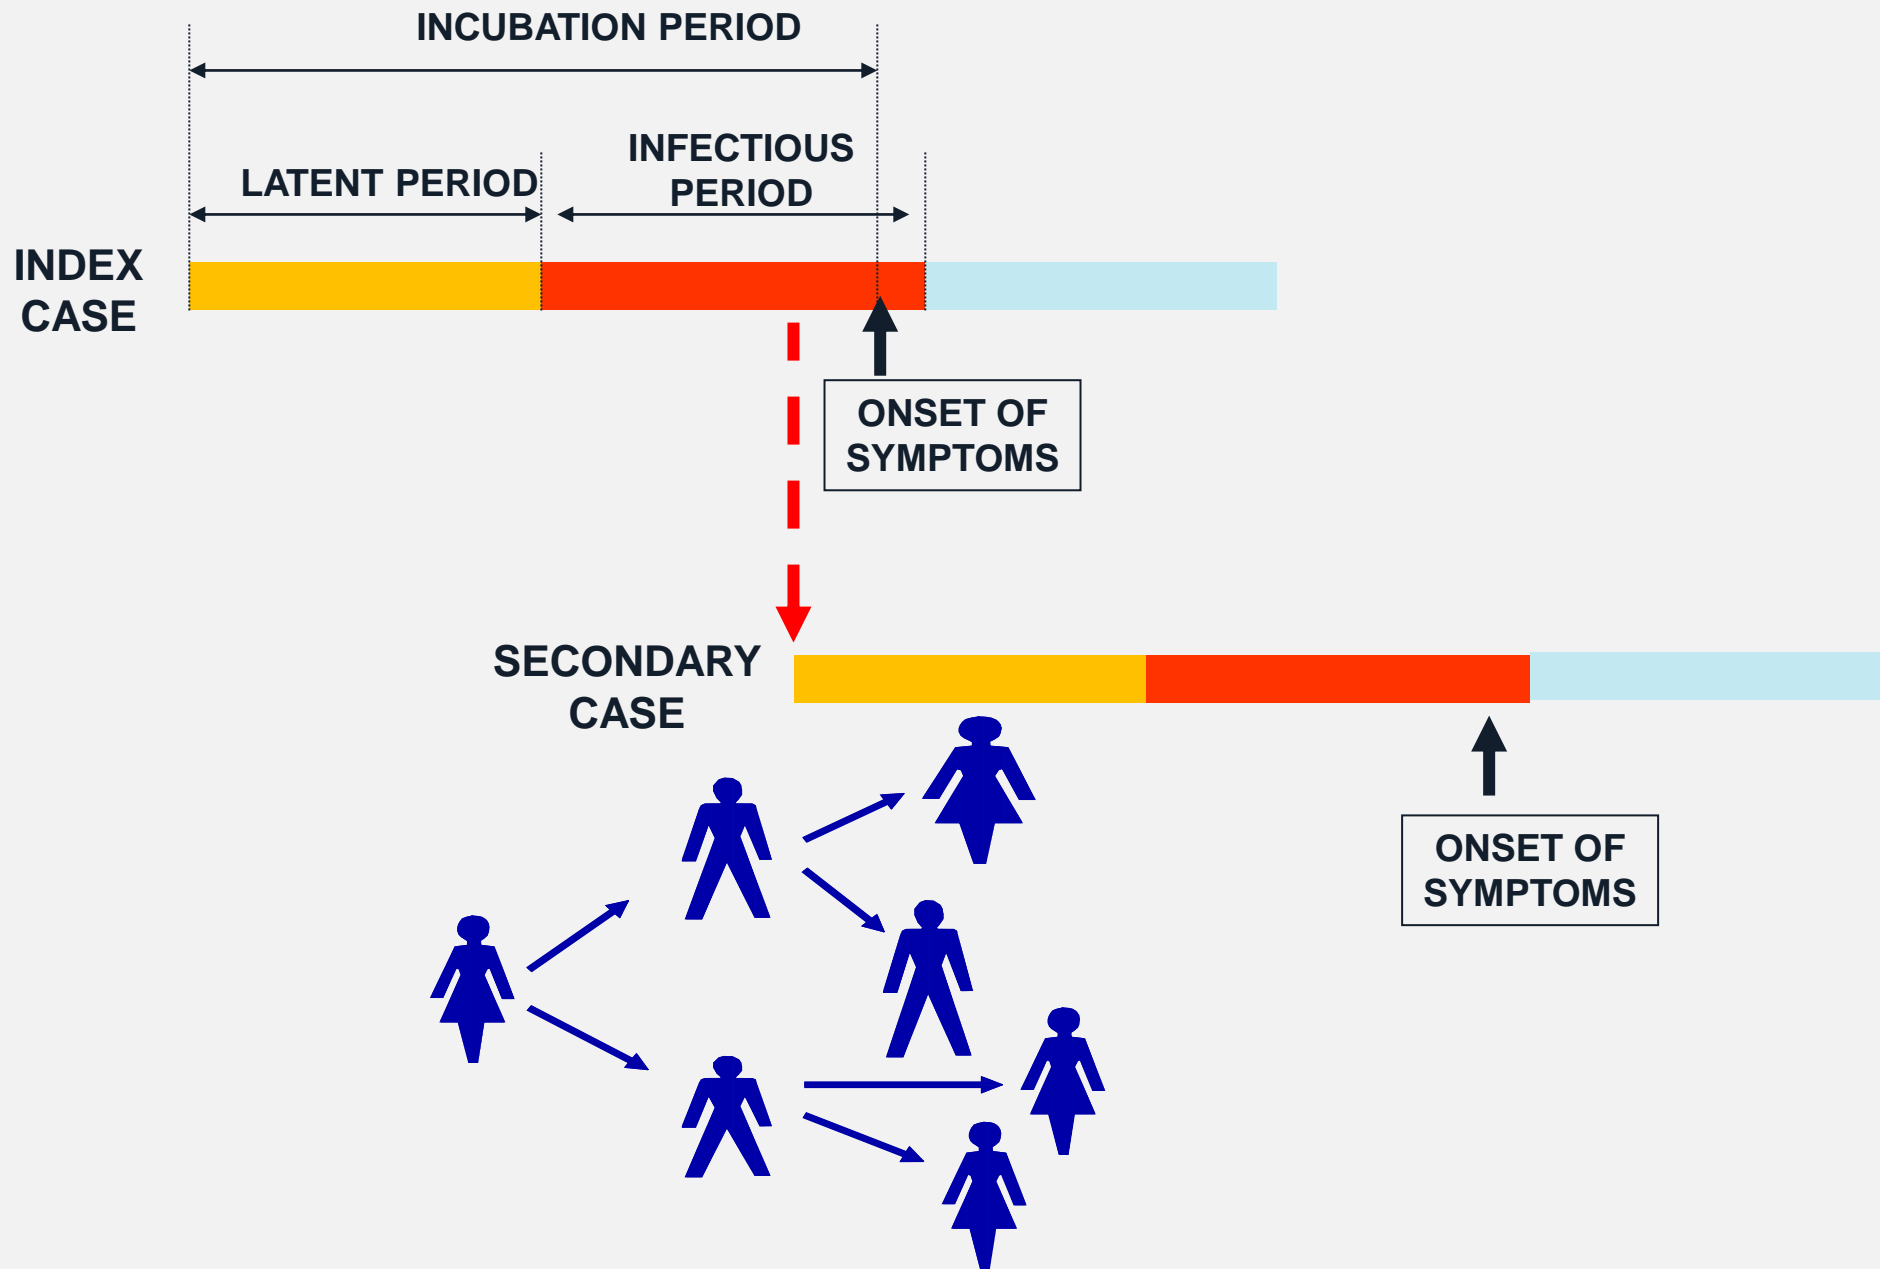 INCUBATION PERIOD
INFECTIOUS
PERIOD
LATENT PERIOD
INDEX
CASE
ONSET OF
SYMPTOMS
SECONDARY
CASE
ONSET OF
SYMPTOMS